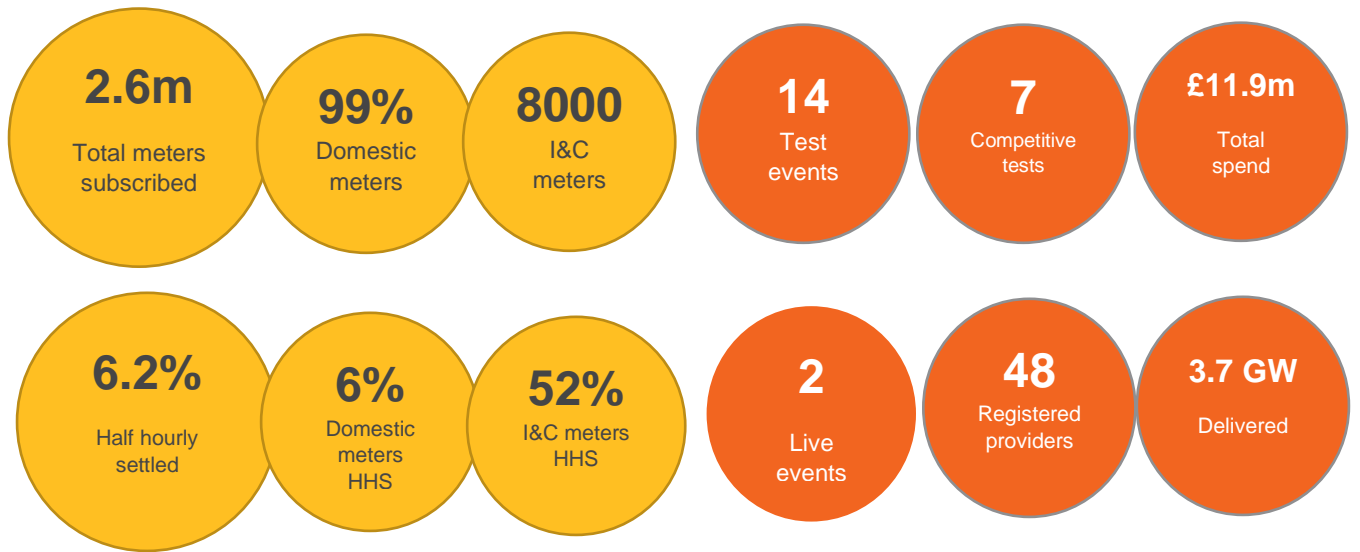 2.6m
Total meters
subscribed
99%
Domestic
meters
8000
I&C
meters
14
Test
events
7
Competitive
tests
£11.9m
Total
spend
6.2%
Half hourly
settled
6%
Domestic
meters
HHS
52%
I&C meters
HHS
2
Live
events
48
Registered
providers
3.7 GW
Delivered